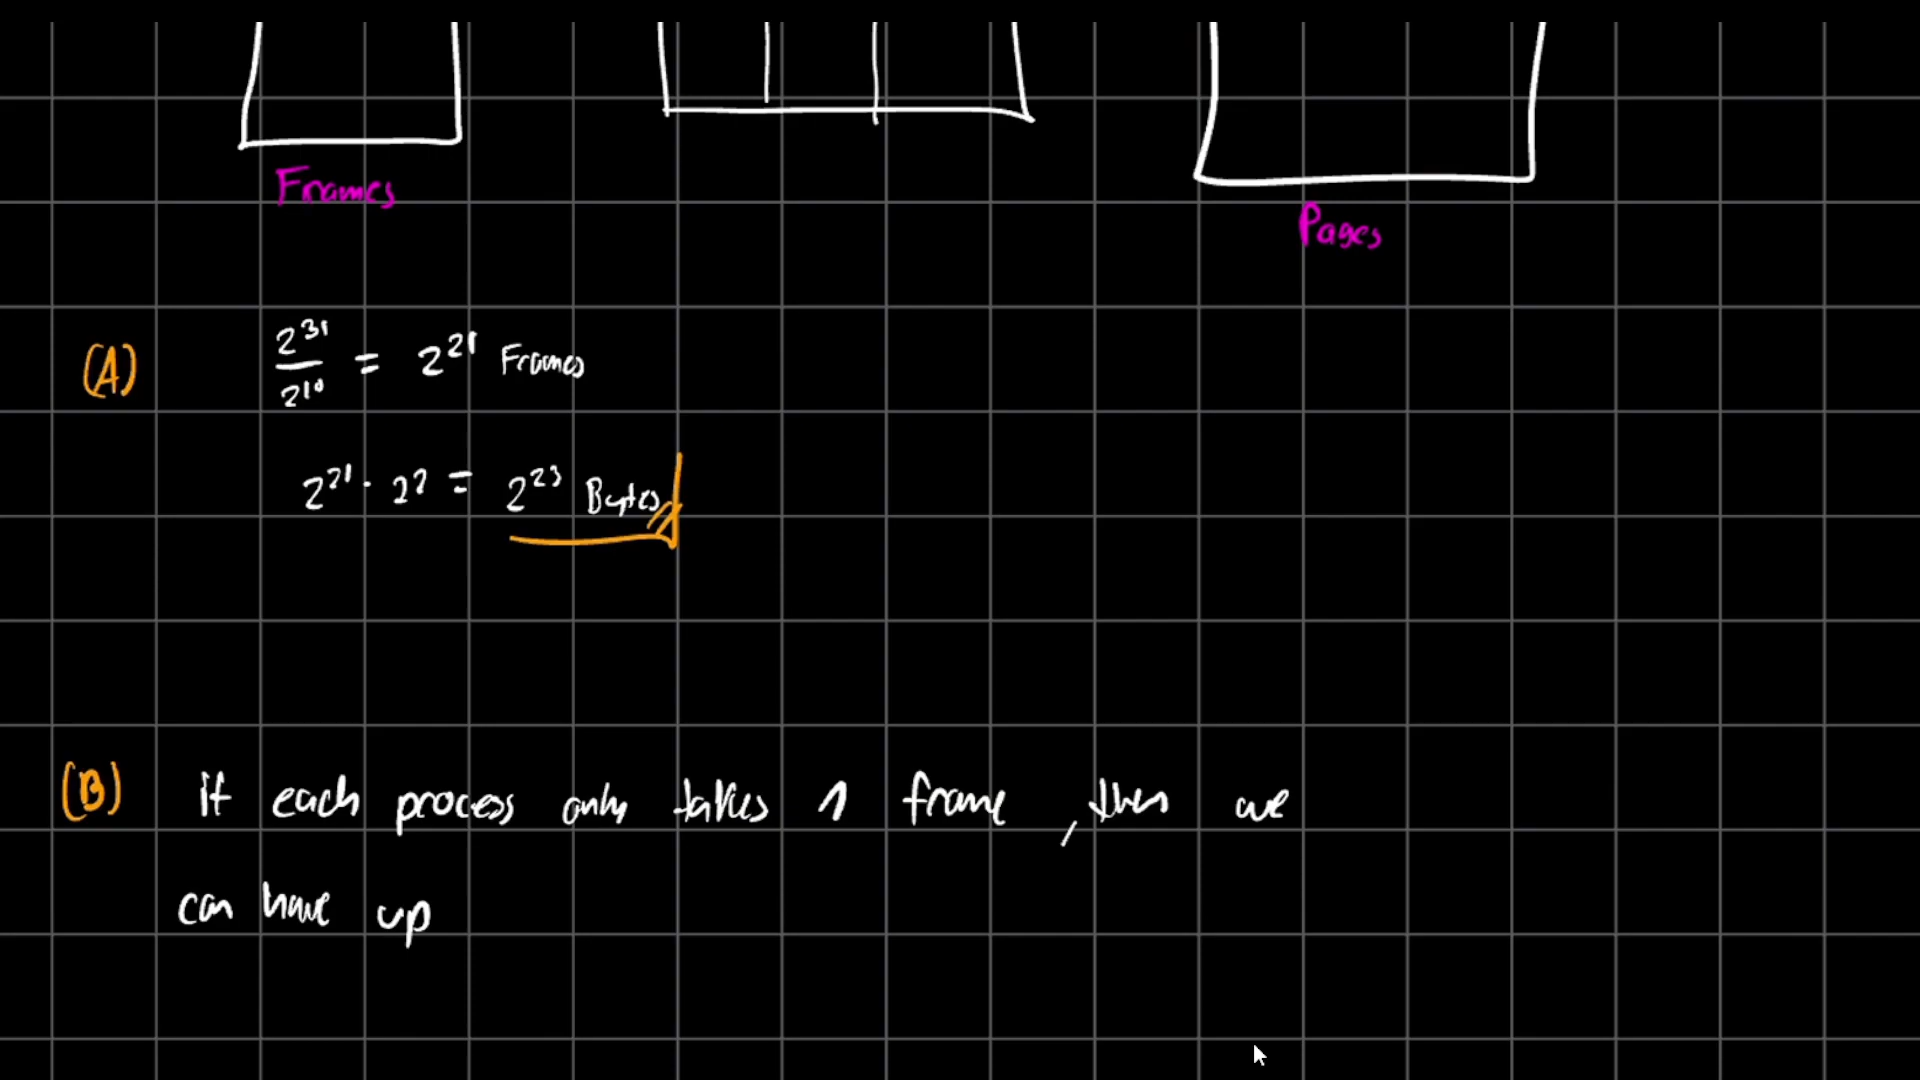 Frames
Pages
(A) 2^31 / 2^10 = 2^21 Frames
2^21 · 2^2 = 2^23 Bytes
(B) if each process only takes 1 frame, then we
can have up